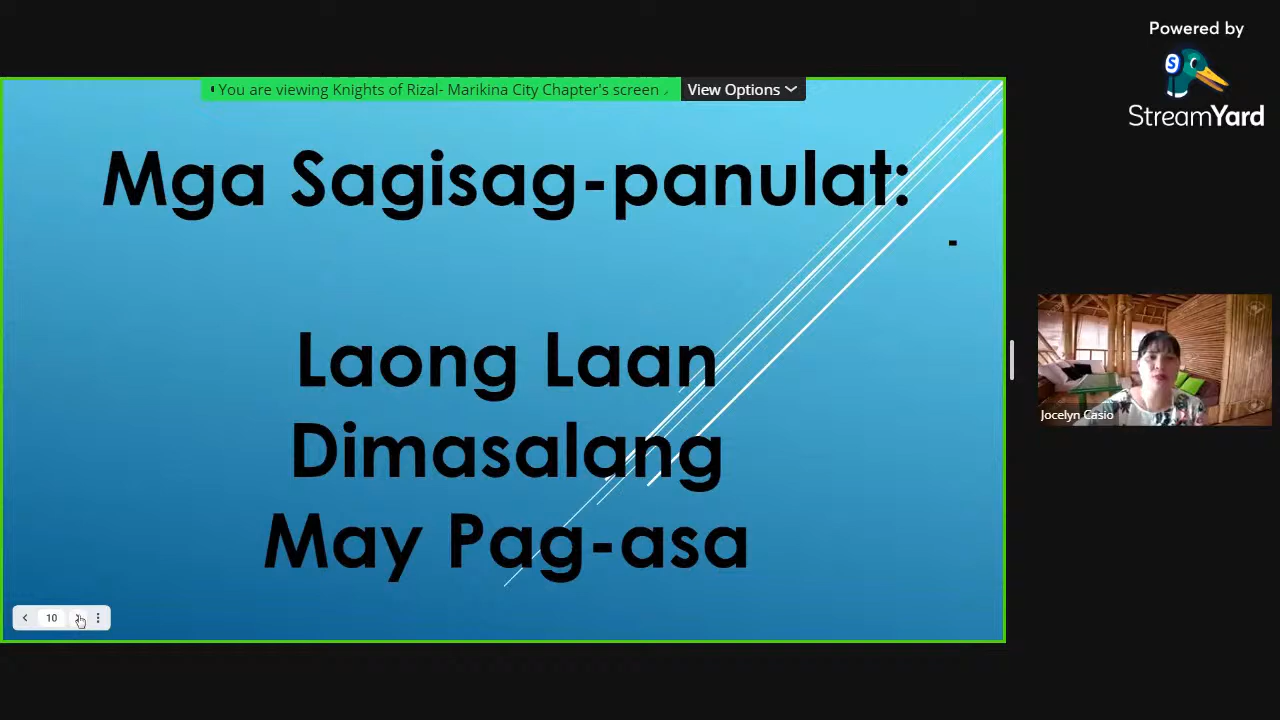 Powered by
StreamYard
You are viewing Knights of Rizal- Marikina City Chapter's screen
View Options
Mga Sagisag-panulat:
-
Laong Laan
Dimasalang
May Pag-asa
Jocelyn Casio
10